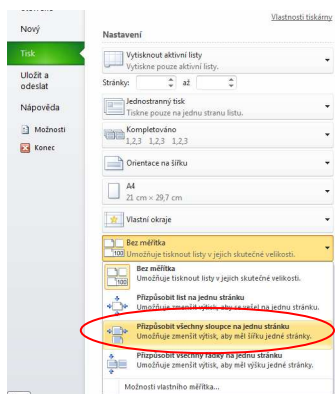 Vlastnosti tiskárny
Nový
Tisk
Uložit a
odeslat
Nápověda
Možnosti
Konec
Nastavení
Vytisknout aktivní listy
Vytiskne pouze aktivní listy.
Stránky: až
Jednostranný tisk
Tiskne pouze na jednu stranu listu.
Kompletováno
1,2,3 1,2,3 1,2,3
Orientace na šířku
A4
21 cm × 29,7 cm
Vlastní okraje
Bez měřítka
Umožňuje tisknout listy v jejich skutečné velikosti.
Bez měřítka
Umožňuje tisknout listy v jejich skutečné velikosti.
Přizpůsobit list na jednu stránku
Umožňuje zmenšit výtisk, aby se vešel na jednu stránku.
Přizpůsobit všechny sloupce na jednu stránku
Umožňuje zmenšit výtisk, aby měl šířku jedné stránky.
Přizpůsobit všechny řádky na jednu stránku
Umožňuje zmenšit výtisk, aby měl výšku jedné stránky.
Možnosti vlastního měřítka...